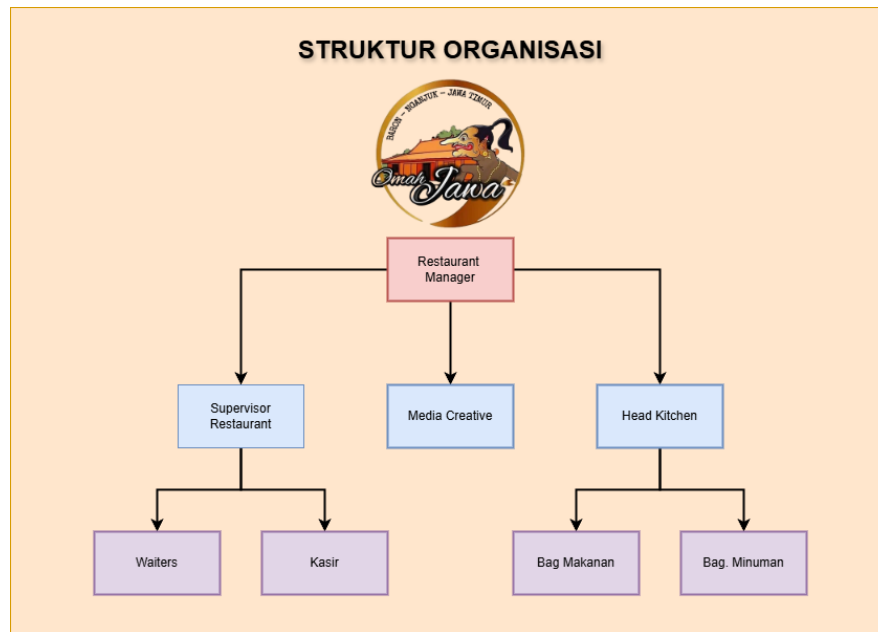 STRUKTUR ORGANISASI
BARON - NGANJUK - JAWA TIMUR
Omah Jawa
Restaurant
Manager
Supervisor
Restaurant
Media Creative
Head Kitchen
Waiters
Kasir
Bag Makanan
Bag. Minuman